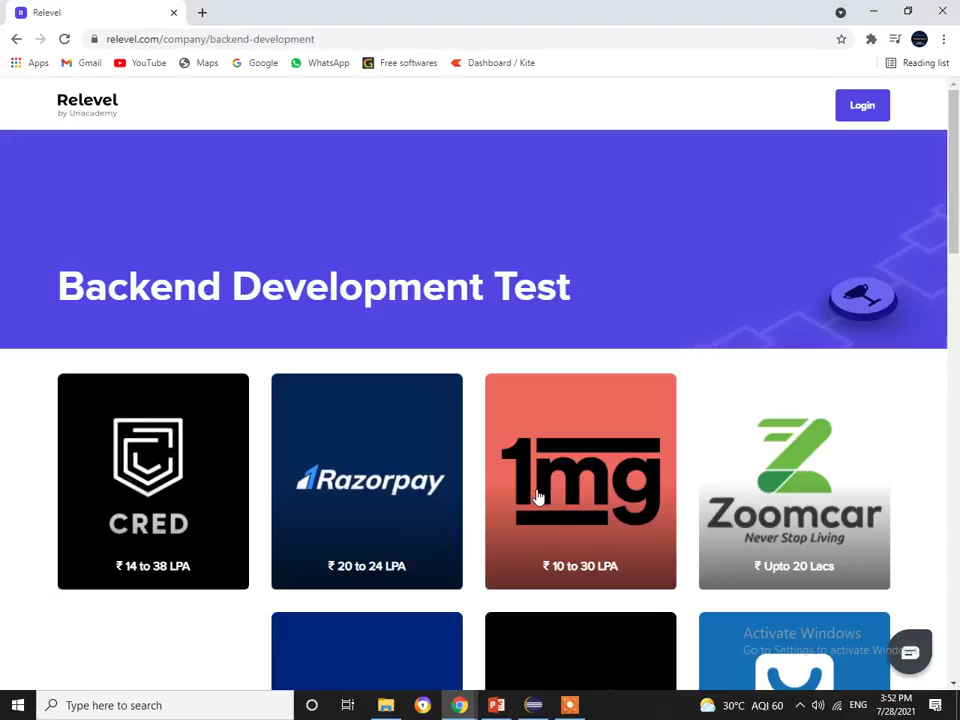 Relevel
relevel.com/company/backend-development
Apps
Gmail
YouTube
Maps
Google
WhatsApp
Free softwares
Dashboard / Kite
Reading list
Relevel
by Unacademy
Login
Backend Development Test
CRED
₹ 14 to 38 LPA
Razorpay
₹ 20 to 24 LPA
1mg
₹ 10 to 30 LPA
Zoomcar
Never Stop Living
₹ Upto 20 Lacs
Activate Windows
Go to Settings to activate Windows.
Type here to search
30°C AQI 60
ENG
3:52 PM
7/28/2021